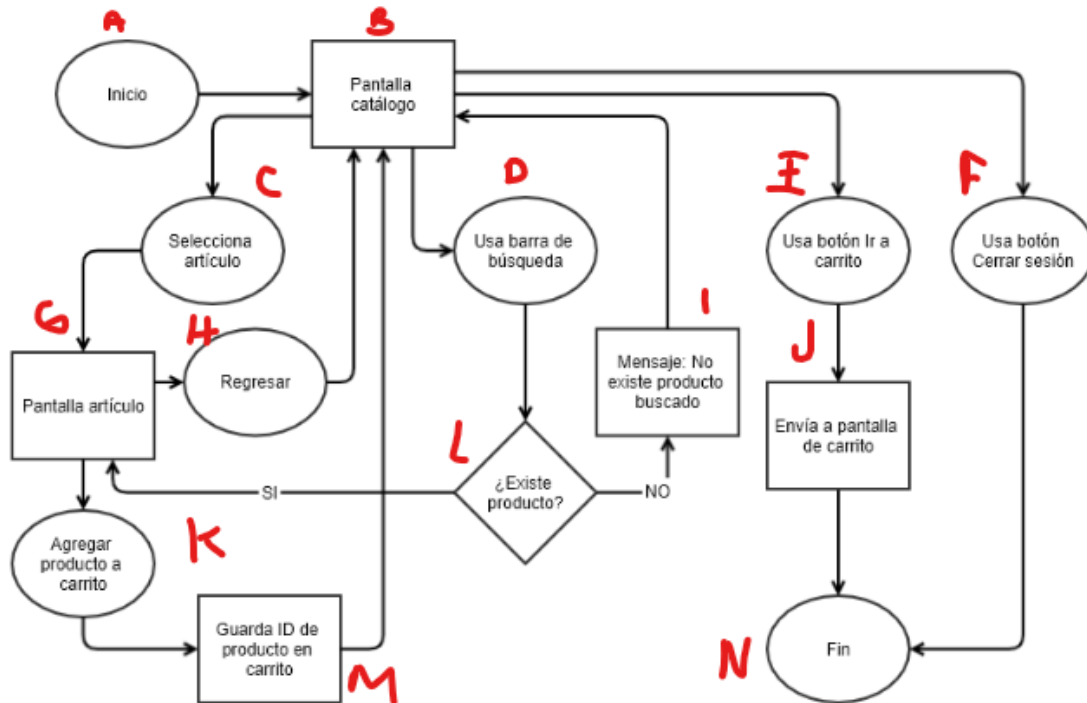 A
B
Inicio
Pantalla
catálogo
C
D
E
F
Selecciona
artículo
Usa barra de
búsqueda
Usa botón Ir a
carrito
Usa botón
Cerrar sesión
G
H
I
J
Pantalla artículo
Regresar
Mensaje: No
existe producto
buscado
Envía a pantalla
de carrito
L
¿Existe
producto?
SI
NO
K
Agregar
producto a
carrito
Guarda ID de
producto en
carrito
M
N
Fin